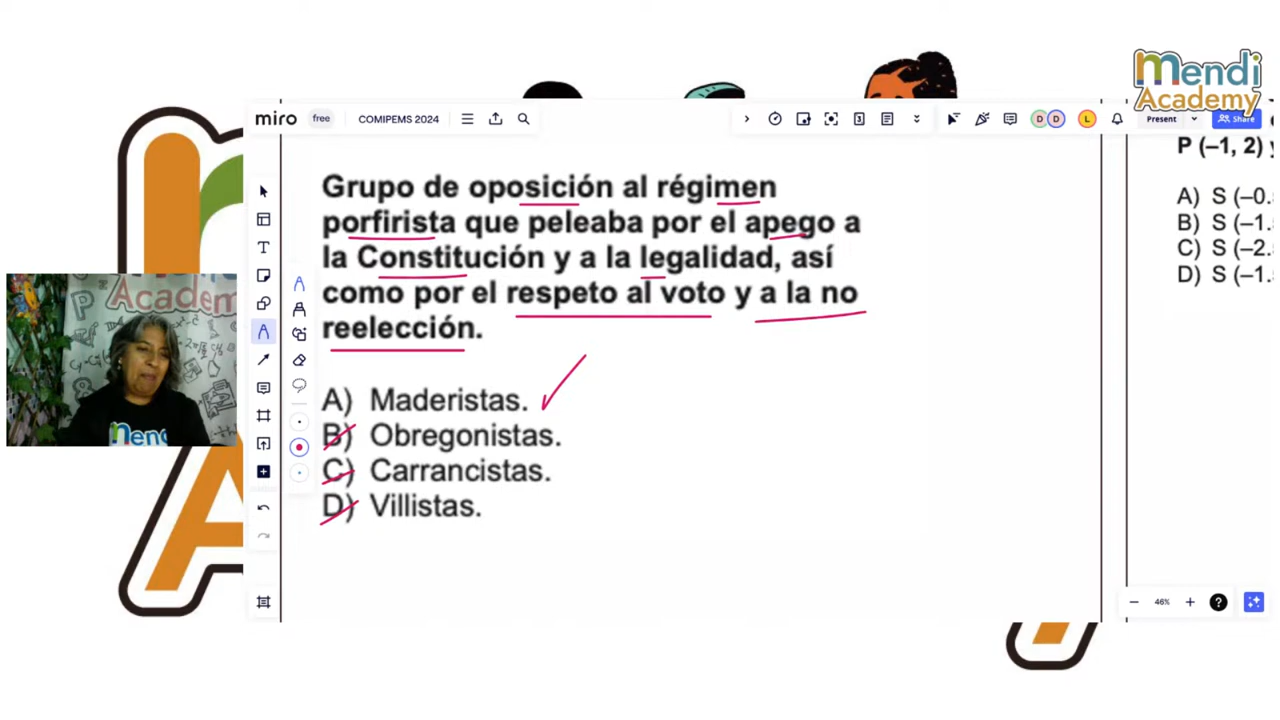 mendi
Academy
miro free COMIPEMS 2024
D D L Present Share
Grupo de oposición al régimen
porfirista que peleaba por el apego a
la Constitución y a la legalidad, así
como por el respeto al voto y a la no
reelección.
A) Maderistas.
B) Obregonistas.
C) Carrancistas.
D) Villistas.
P (–1, 2) y
A) S (–0.
B) S (–1.
C) S (–2.
D) S (–1.
Academia
mendi
46%